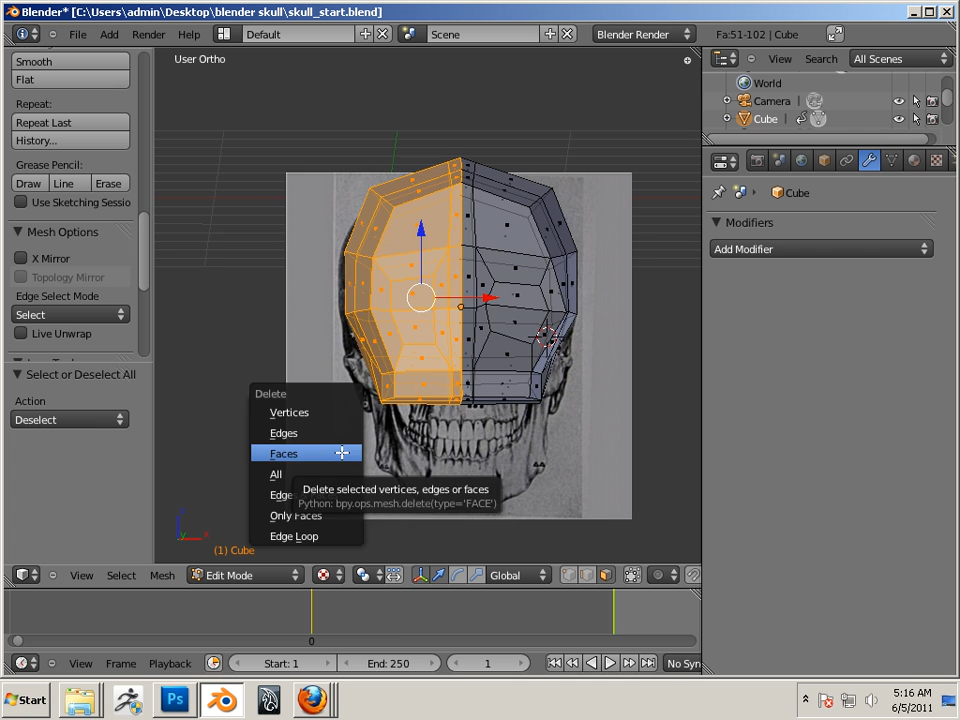 Blender* [C:\Users\admin\Desktop\blender skull\skull_start.blend]
File Add Render Help Default Scene Blender Render Fa:51-102 | Cube
Smooth
Flat
Repeat:
Repeat Last
History...
Grease Pencil:
Draw Line Erase
Use Sketching Sessio
Mesh Options
X Mirror
Topology Mirror
Edge Select Mode
Select
Live Unwrap
Select or Deselect All
Action
Deselect
User Ortho
Delete
Vertices
Edges
Faces
All
Edge
Only Faces
Edge Loop
Delete selected vertices, edges or faces
Python: bpy.ops.mesh.delete(type='FACE')
z
y x
(1) Cube
View Search All Scenes
World
Camera
Cube
Cube
Modifiers
Add Modifier
View Select Mesh Edit Mode Global
0
View Frame Playback Start: 1 End: 250 1 No Syn
Start Ps 5:16 AM
6/5/2011